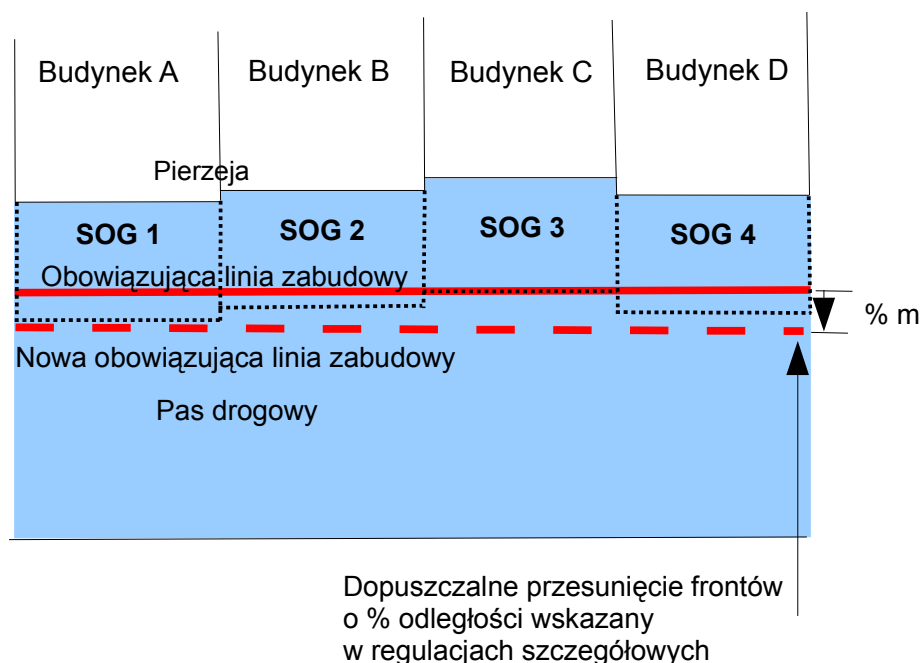 Budynek A
Budynek B
Budynek C
Budynek D
Pierzeja
SOG 1
SOG 2
SOG 3
SOG 4
Obowiązująca linia zabudowy
% m
Nowa obowiązująca linia zabudowy
Pas drogowy
Dopuszczalne przesunięcie frontów
o % odległości wskazany
w regulacjach szczegółowych